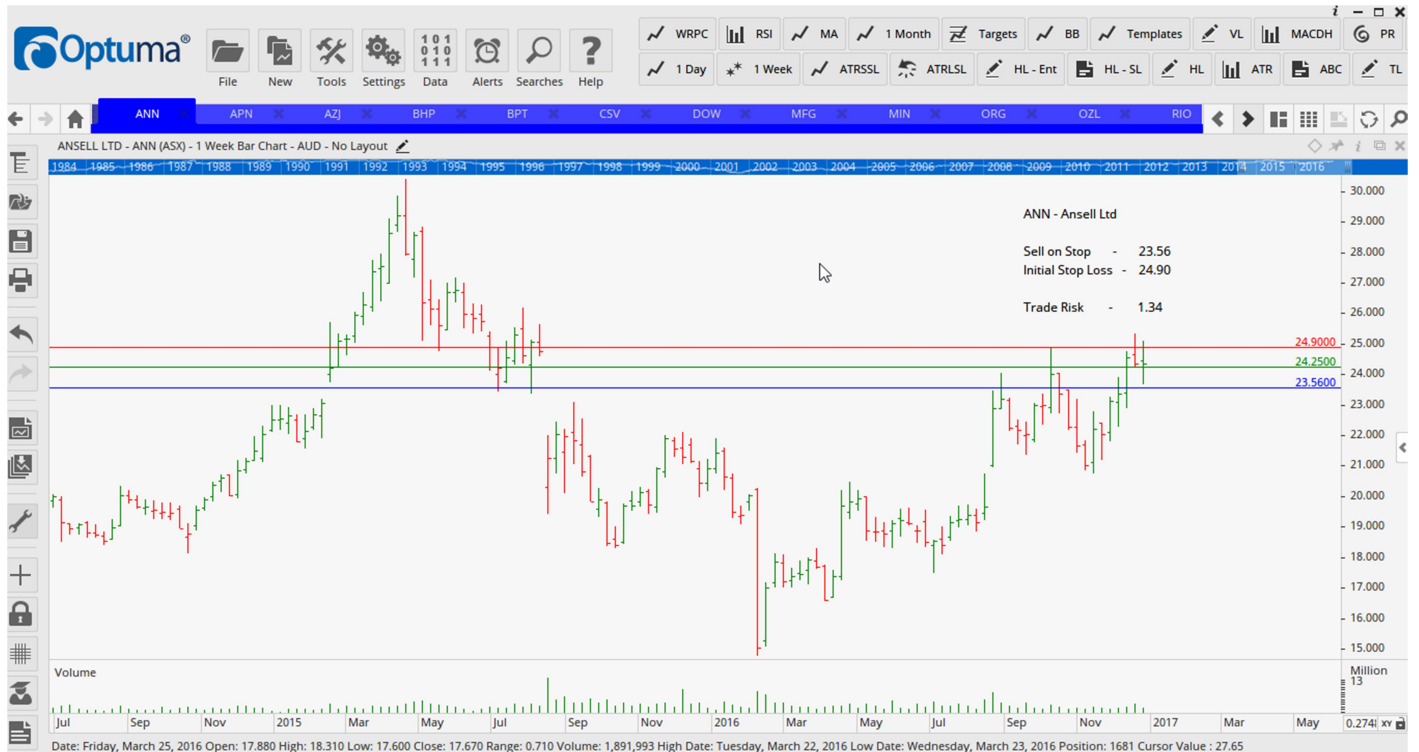 Optuma®
File New Tools Settings Data Alerts Searches Help
WRPC RSI MA 1 Month Targets BB Templates VL MACDH PR
1 Day 1 Week ATRSSL ATRLSL HL - Ent HL - SL HL ATR ABC TL
ANN APN AZJ BHP BPT CSV DOW MFG MIN ORG OZL RIO
ANSELL LTD - ANN (ASX) - 1 Week Bar Chart - AUD - No Layout
1984 1985 1986 1987 1988 1989 1990 1991 1992 1993 1994 1995 1996 1997 1998 1999 2000 2001 2002 2003 2004 2005 2006 2007 2008 2009 2010 2011 2012 2013 2014 2015 2016
ANN - Ansell Ltd
Sell on Stop - 23.56
Initial Stop Loss - 24.90
Trade Risk - 1.34
30.000
29.000
28.000
27.000
26.000
25.000
24.000
23.000
22.000
21.000
20.000
19.000
18.000
17.000
16.000
15.000
24.9000
24.2500
23.5600
Volume
Million
13
Jul Sep Nov 2015 Mar May Jul Sep Nov 2016 Mar May Jul Sep Nov 2017 Mar May
0.274 XY
Date: Friday, March 25, 2016 Open: 17.880 High: 18.310 Low: 17.600 Close: 17.670 Range: 0.710 Volume: 1,891,993 High Date: Tuesday, March 22, 2016 Low Date: Wednesday, March 23, 2016 Position: 1681 Cursor Value : 27.65